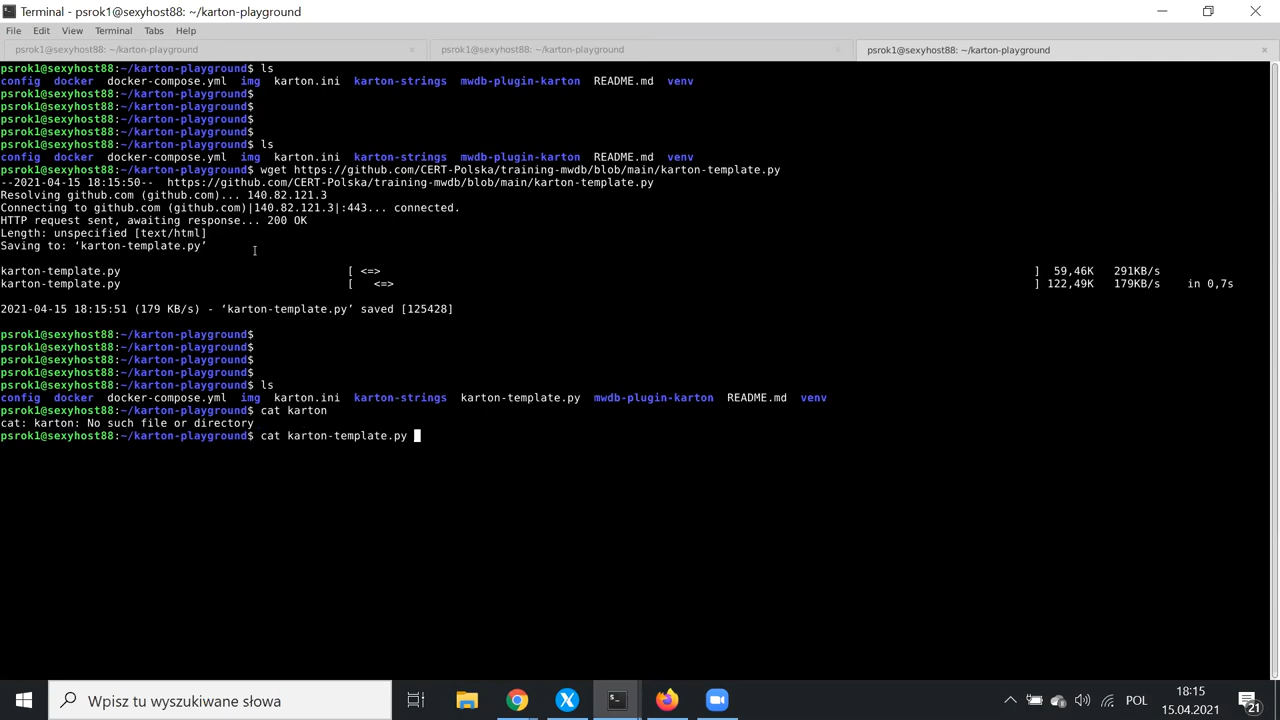 Terminal - psrok1@sexyhost88: ~/karton-playground
File Edit View Terminal Tabs Help
psrok1@sexyhost88: ~/karton-playground × psrok1@sexyhost88: ~/karton-playground × psrok1@sexyhost88: ~/karton-playground ×
psrok1@sexyhost88:~/karton-playground$ ls
config docker docker-compose.yml img karton.ini karton-strings mwdb-plugin-karton README.md venv
psrok1@sexyhost88:~/karton-playground$
psrok1@sexyhost88:~/karton-playground$
psrok1@sexyhost88:~/karton-playground$
psrok1@sexyhost88:~/karton-playground$
psrok1@sexyhost88:~/karton-playground$ ls
config docker docker-compose.yml img karton.ini karton-strings mwdb-plugin-karton README.md venv
psrok1@sexyhost88:~/karton-playground$ wget https://github.com/CERT-Polska/training-mwdb/blob/main/karton-template.py
--2021-04-15 18:15:50-- https://github.com/CERT-Polska/training-mwdb/blob/main/karton-template.py
Resolving github.com (github.com)... 140.82.121.3
Connecting to github.com (github.com)|140.82.121.3|:443... connected.
HTTP request sent, awaiting response... 200 OK
Length: unspecified [text/html]
Saving to: ‘karton-template.py’
karton-template.py [ <=> ] 59,46K 291KB/s
karton-template.py [ <=> ] 122,49K 179KB/s in 0,7s
2021-04-15 18:15:51 (179 KB/s) - ‘karton-template.py’ saved [125428]
psrok1@sexyhost88:~/karton-playground$
psrok1@sexyhost88:~/karton-playground$
psrok1@sexyhost88:~/karton-playground$
psrok1@sexyhost88:~/karton-playground$
psrok1@sexyhost88:~/karton-playground$ ls
config docker docker-compose.yml img karton.ini karton-strings karton-template.py mwdb-plugin-karton README.md venv
psrok1@sexyhost88:~/karton-playground$ cat karton
cat: karton: No such file or directory
psrok1@sexyhost88:~/karton-playground$ cat karton-template.py
Wpisz tu wyszukiwane słowa
POL
18:15
15.04.2021
21